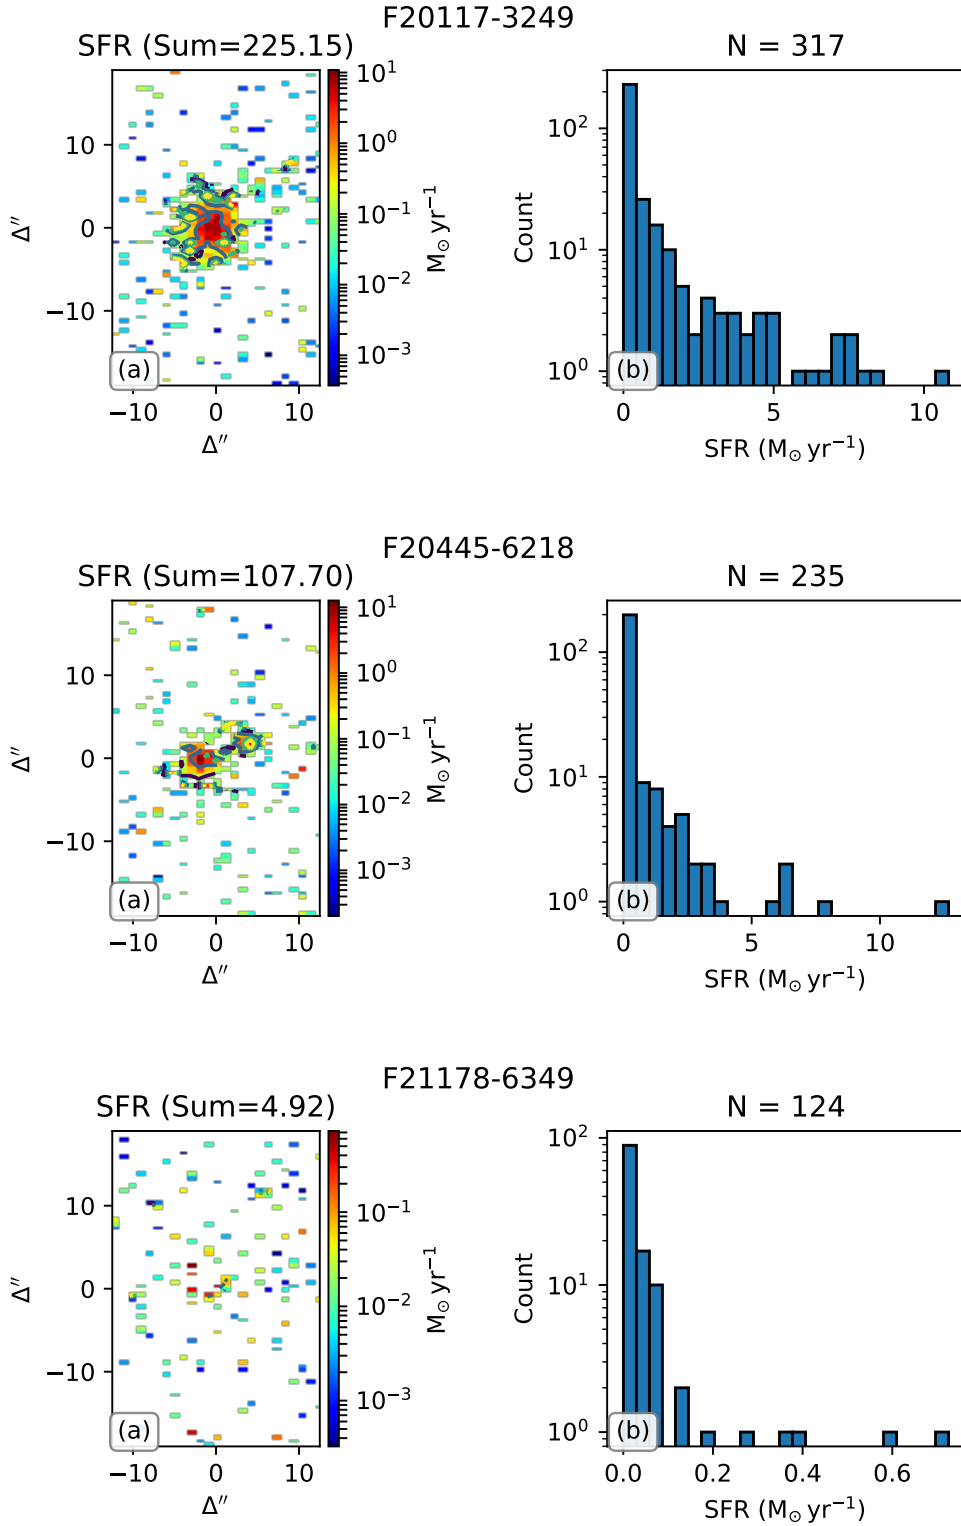 F20117-3249
SFR (Sum=225.15)
N = 317
10
0
−10
Δ″
(a)
−10 0 10
Δ″
10¹
10⁰
10⁻¹
10⁻²
10⁻³
M⊙ yr⁻¹
10²
10¹
10⁰
Count
(b)
0 5 10
SFR (M⊙ yr⁻¹)
F20445-6218
SFR (Sum=107.70)
N = 235
10
0
−10
Δ″
(a)
−10 0 10
Δ″
10¹
10⁰
10⁻¹
10⁻²
10⁻³
M⊙ yr⁻¹
10²
10¹
10⁰
Count
(b)
0 5 10
SFR (M⊙ yr⁻¹)
F21178-6349
SFR (Sum=4.92)
N = 124
10
0
−10
Δ″
(a)
−10 0 10
Δ″
10⁻¹
10⁻²
10⁻³
M⊙ yr⁻¹
10²
10¹
10⁰
Count
(b)
0.0 0.2 0.4 0.6
SFR (M⊙ yr⁻¹)